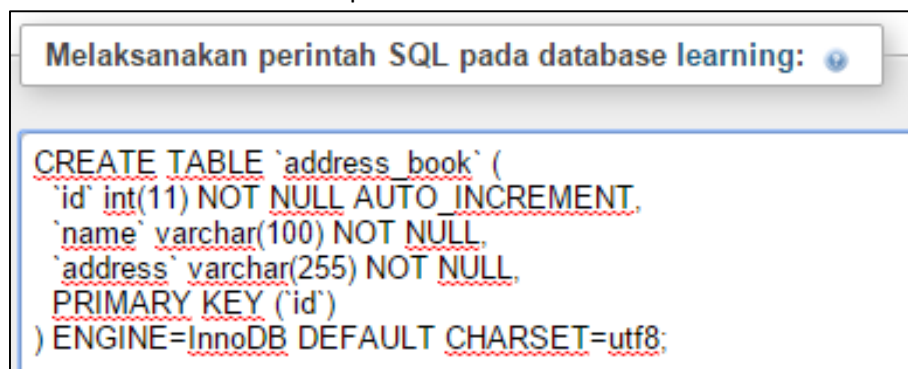 Melaksanakan perintah SQL pada database learning:
CREATE TABLE `address_book` (
`id` int(11) NOT NULL AUTO_INCREMENT,
`name` varchar(100) NOT NULL,
`address` varchar(255) NOT NULL,
PRIMARY KEY (`id`)
) ENGINE=InnoDB DEFAULT CHARSET=utf8;